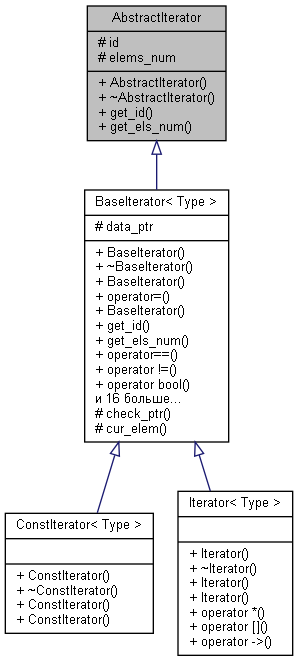 AbstractIterator
# id
# elems_num
+ AbstractIterator()
+ ~AbstractIterator()
+ get_id()
+ get_els_num()
BaseIterator< Type >
# data_ptr
+ BaseIterator()
+ ~BaseIterator()
+ BaseIterator()
+ operator=()
+ BaseIterator()
+ get_id()
+ get_els_num()
+ operator==()
+ operator !=()
+ operator bool()
и 16 больше...
# check_ptr()
# cur_elem()
ConstIterator< Type >
+ ConstIterator()
+ ~ConstIterator()
+ ConstIterator()
+ ConstIterator()
Iterator< Type >
+ Iterator()
+ ~Iterator()
+ Iterator()
+ Iterator()
+ operator *()
+ operator []()
+ operator ->()